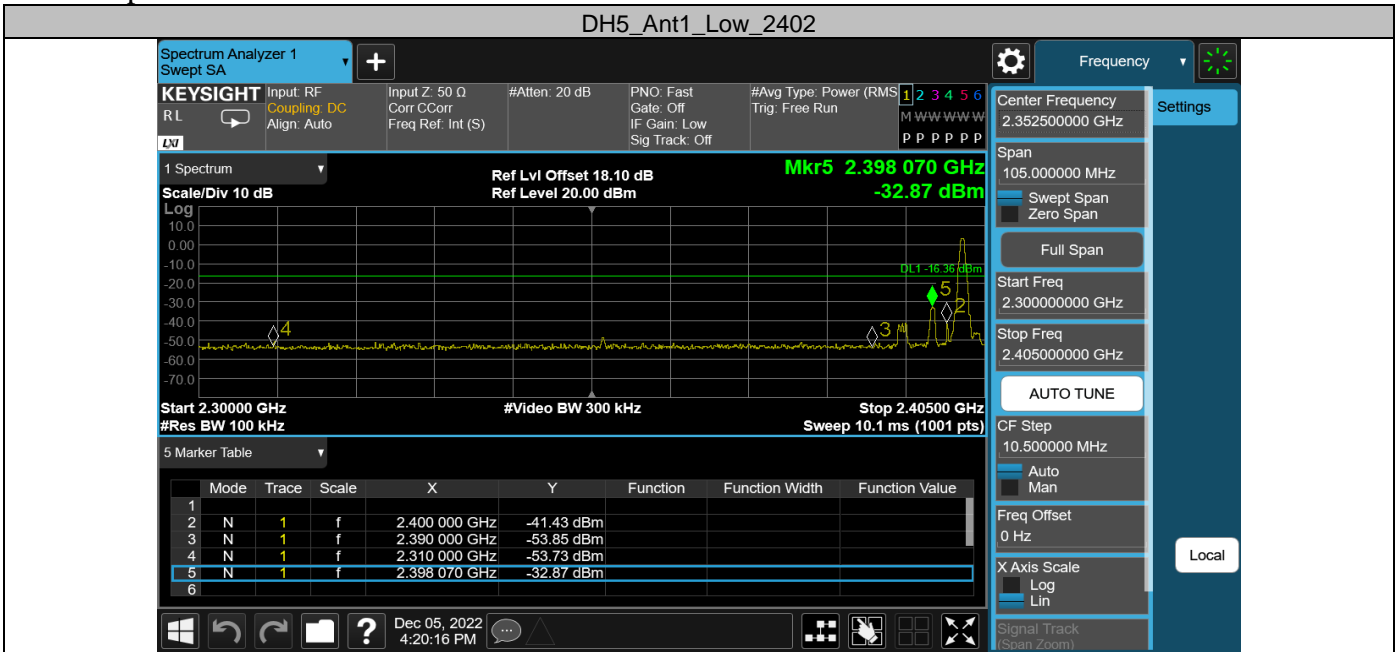 DH5_Ant1_Low_2402
Spectrum Analyzer 1
Swept SA
Frequency
KEYSIGHT
RL
LXI
Input: RF
Coupling: DC
Align: Auto
Input Z: 50 Ω
Corr CCorr
Freq Ref: Int (S)
#Atten: 20 dB
PNO: Fast
Gate: Off
IF Gain: Low
Sig Track: Off
#Avg Type: Power (RMS
Trig: Free Run
1 2 3 4 5 6
M W W W W W
P P P P P P
1 Spectrum
Scale/Div 10 dB
Ref Lvl Offset 18.10 dB
Ref Level 20.00 dBm
Mkr5 2.398 070 GHz
-32.87 dBm
Log
10.0
0.00
-10.0
-20.0
-30.0
-40.0
-50.0
-60.0
-70.0
DL1 -16.36 dBm
5
2
3
4
Start 2.30000 GHz
#Video BW 300 kHz
Stop 2.40500 GHz
#Res BW 100 kHz
Sweep 10.1 ms (1001 pts)
5 Marker Table
Mode Trace Scale X Y Function Function Width Function Value
1
2 N 1 f 2.400 000 GHz -41.43 dBm
3 N 1 f 2.390 000 GHz -53.85 dBm
4 N 1 f 2.310 000 GHz -53.73 dBm
5 N 1 f 2.398 070 GHz -32.87 dBm
6
Dec 05, 2022
4:20:16 PM
Center Frequency
2.352500000 GHz
Span
105.000000 MHz
Swept Span
Zero Span
Full Span
Start Freq
2.300000000 GHz
Stop Freq
2.405000000 GHz
AUTO TUNE
CF Step
10.500000 MHz
Auto
Man
Freq Offset
0 Hz
X Axis Scale
Log
Lin
Signal Track
(Span Zoom)
Settings
Local